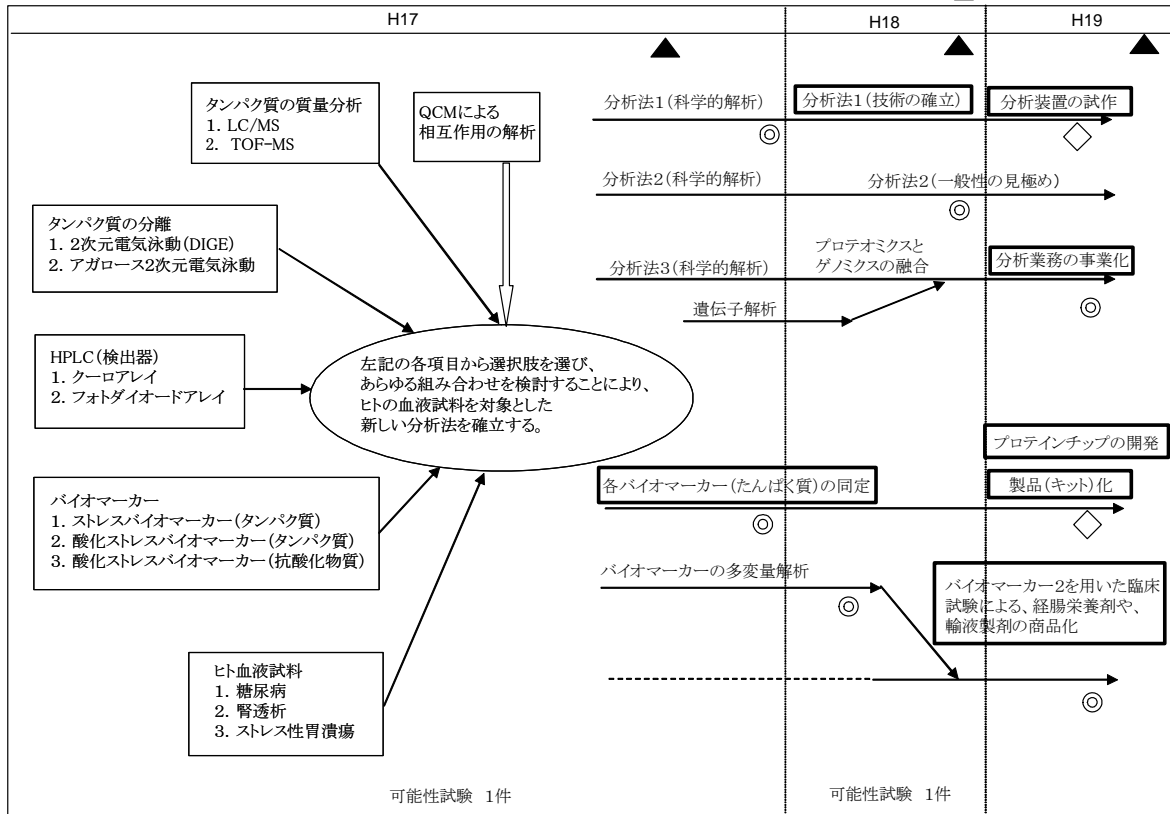 H17
H18
H19
タンパク質の質量分析
1. LC/MS
2. TOF-MS
QCMによる
相互作用の解析
タンパク質の分離
1. 2次元電気泳動(DIGE)
2. アガロース2次元電気泳動
HPLC(検出器)
1. クーロアレイ
2. フォトダイオードアレイ
左記の各項目から選択肢を選び、
あらゆる組み合わせを検討することにより、
ヒトの血液試料を対象とした
新しい分析法を確立する。
バイオマーカー
1. ストレスバイオマーカー(タンパク質)
2. 酸化ストレスバイオマーカー(タンパク質)
3. 酸化ストレスバイオマーカー(抗酸化物質)
ヒト血液試料
1. 糖尿病
2. 腎透析
3. ストレス性胃潰瘍
分析法1(科学的解析)
分析法1(技術の確立)
分析装置の試作
分析法2(科学的解析)
分析法2(一般性の見極め)
分析法3(科学的解析)
プロテオミクスと
ゲノミクスの融合
分析業務の事業化
遺伝子解析
プロテインチップの開発
各バイオマーカー(たんぱく質)の同定
製品(キット)化
バイオマーカーの多変量解析
バイオマーカー2を用いた臨床
試験による、経腸栄養剤や、
輸液製剤の商品化
可能性試験 1件
可能性試験 1件